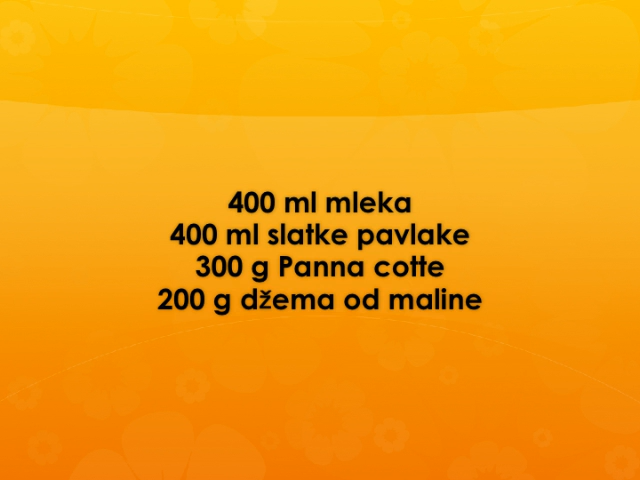 400 ml mleka
400 ml slatke pavlake
300 g Panna cotte
200 g džema od maline